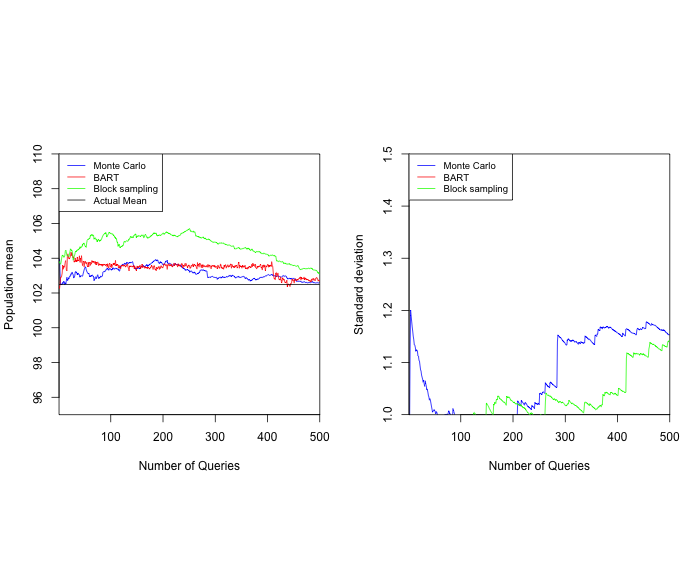 Population mean
96 98 100 102 104 106 108 110
Monte Carlo
BART
Block sampling
Actual Mean
100 200 300 400 500
Number of Queries
Standard deviation
1.0 1.1 1.2 1.3 1.4 1.5
Monte Carlo
BART
Block sampling
100 200 300 400 500
Number of Queries